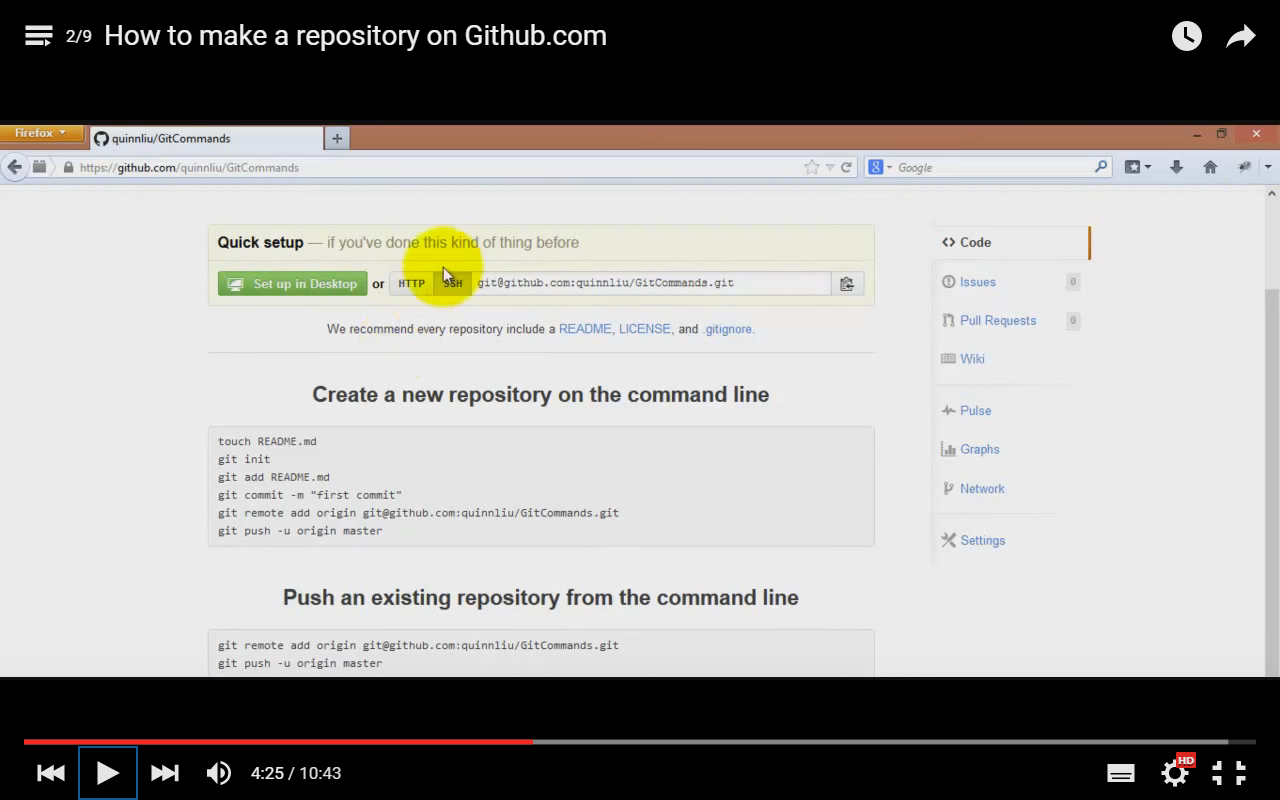 2/9 How to make a repository on Github.com
Firefox
quinnliu/GitCommands
https://github.com/quinnliu/GitCommands
Google
Quick setup — if you've done this kind of thing before
Set up in Desktop or HTTP SSH git@github.com:quinnliu/GitCommands.git
We recommend every repository include a README, LICENSE, and .gitignore.
Create a new repository on the command line
touch README.md
git init
git add README.md
git commit -m "first commit"
git remote add origin git@github.com:quinnliu/GitCommands.git
git push -u origin master
Push an existing repository from the command line
git remote add origin git@github.com:quinnliu/GitCommands.git
git push -u origin master
Code
Issues 0
Pull Requests 0
Wiki
Pulse
Graphs
Network
Settings
4:25 / 10:43
HD